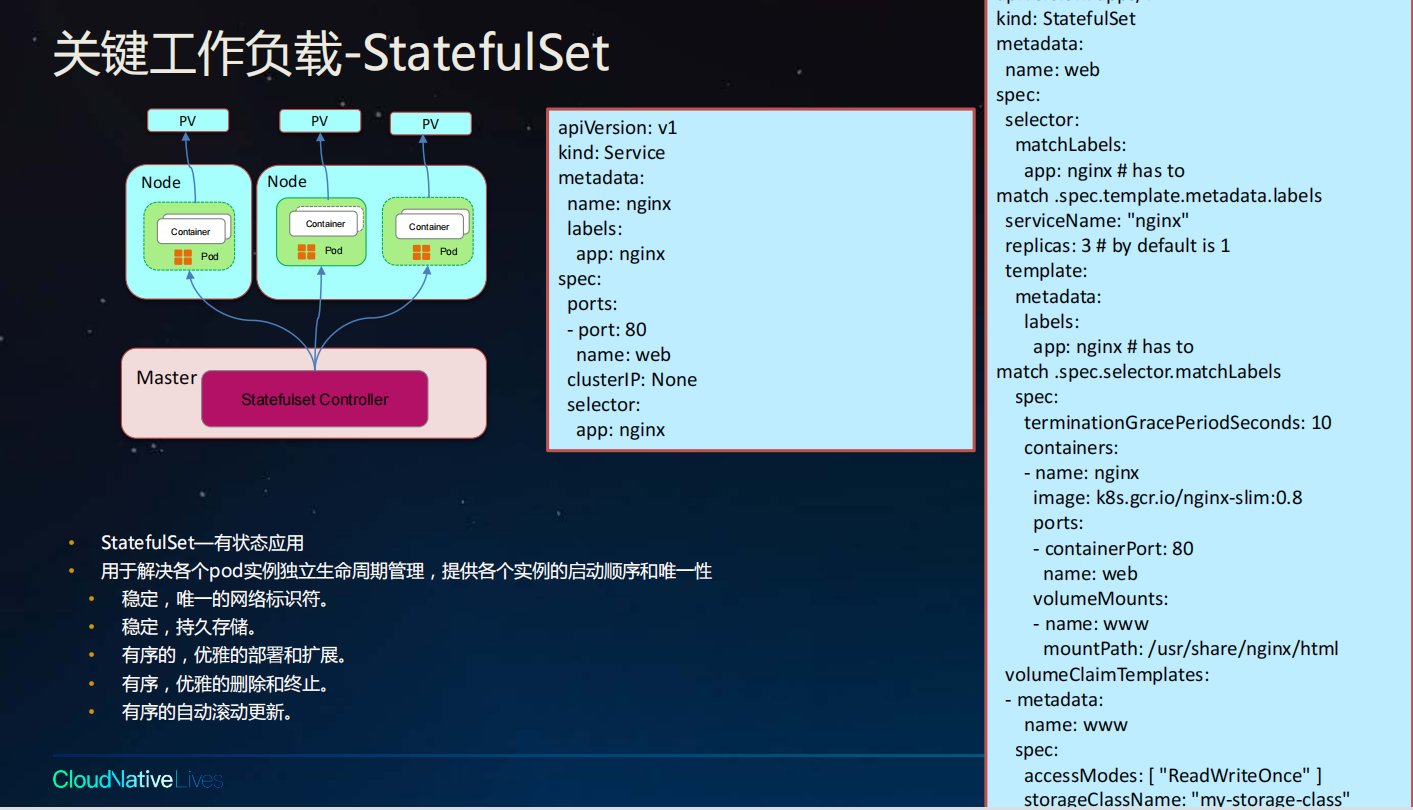 关键工作负载-StatefulSet
PV
PV
PV
Node
Container
Pod
Node
Container
Pod
Container
Pod
Master
Statefulset Controller
apiVersion: v1
kind: Service
metadata:
name: nginx
labels:
app: nginx
spec:
ports:
- port: 80
name: web
clusterIP: None
selector:
app: nginx
• StatefulSet—有状态应用
• 用于解决各个pod实例独立生命周期管理，提供各个实例的启动顺序和唯一性
• 稳定，唯一的网络标识符。
• 稳定，持久存储。
• 有序的，优雅的部署和扩展。
• 有序，优雅的删除和终止。
• 有序的自动滚动更新。
CloudNative Lives
kind: StatefulSet
metadata:
name: web
spec:
selector:
matchLabels:
app: nginx # has to
match .spec.template.metadata.labels
serviceName: "nginx"
replicas: 3 # by default is 1
template:
metadata:
labels:
app: nginx # has to
match .spec.selector.matchLabels
spec:
terminationGracePeriodSeconds: 10
containers:
- name: nginx
image: k8s.gcr.io/nginx-slim:0.8
ports:
- containerPort: 80
name: web
volumeMounts:
- name: www
mountPath: /usr/share/nginx/html
volumeClaimTemplates:
- metadata:
name: www
spec:
accessModes: [ "ReadWriteOnce" ]
storageClassName: "my-storage-class"